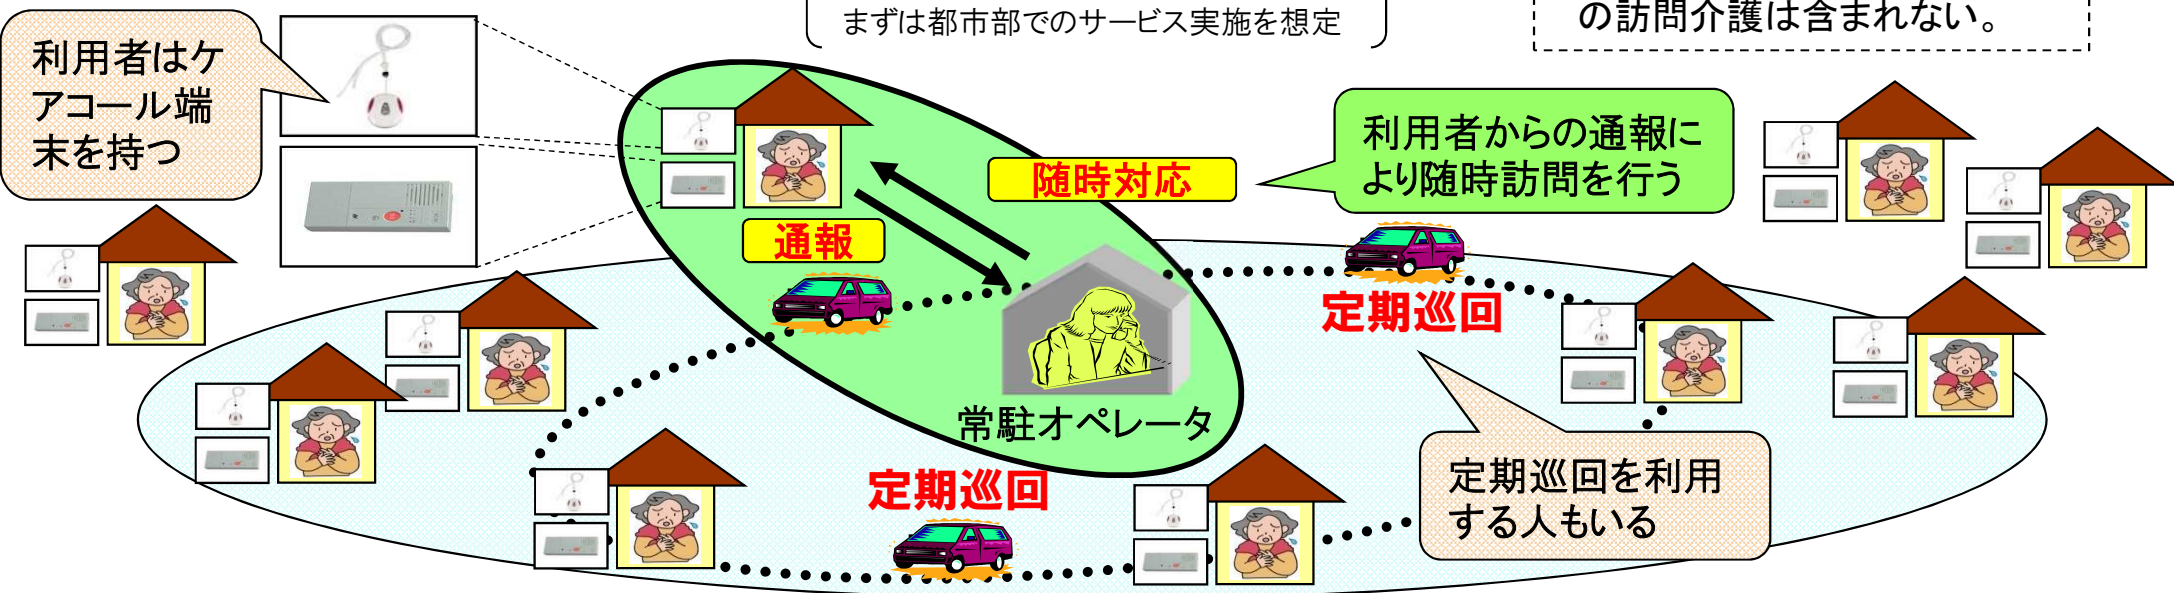 まずは都市部でのサービス実施を想定
の訪問介護は含まれない。
利用者はケ
アコール端
末を持つ
利用者からの通報に
より随時訪問を行う
随時対応
通報
定期巡回
常駐オペレータ
定期巡回
定期巡回を利用
する人もいる